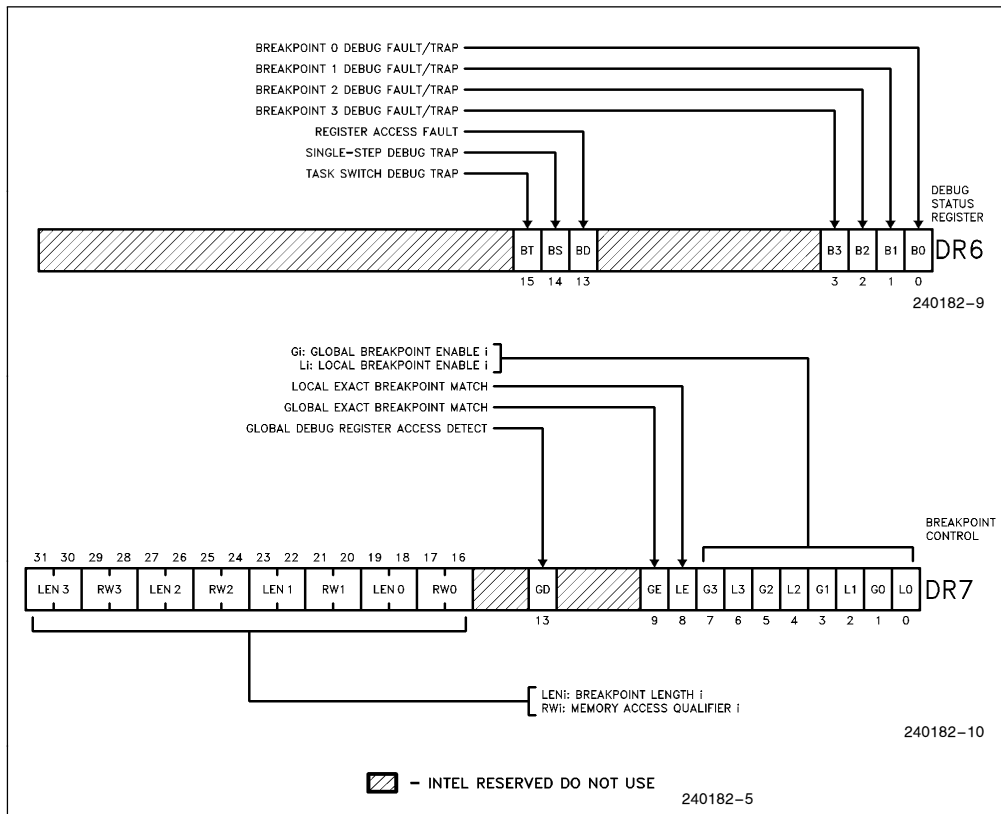 BREAKPOINT 0 DEBUG FAULT/TRAP
BREAKPOINT 1 DEBUG FAULT/TRAP
BREAKPOINT 2 DEBUG FAULT/TRAP
BREAKPOINT 3 DEBUG FAULT/TRAP
REGISTER ACCESS FAULT
SINGLE-STEP DEBUG TRAP
TASK SWITCH DEBUG TRAP
DEBUG
STATUS
REGISTER
BT BS BD B3 B2 B1 B0 DR6
15 14 13 3 2 1 0
240182-9
Gi: GLOBAL BREAKPOINT ENABLE i
Li: LOCAL BREAKPOINT ENABLE i
LOCAL EXACT BREAKPOINT MATCH
GLOBAL EXACT BREAKPOINT MATCH
GLOBAL DEBUG REGISTER ACCESS DETECT
BREAKPOINT
CONTROL
31 30 29 28 27 26 25 24 23 22 21 20 19 18 17 16
LEN 3 RW3 LEN 2 RW2 LEN 1 RW1 LEN 0 RW0 GD GE LE G3 L3 G2 L2 G1 L1 G0 L0 DR7
13 9 8 7 6 5 4 3 2 1 0
LENi: BREAKPOINT LENGTH i
RWi: MEMORY ACCESS QUALIFIER i
240182-10
- INTEL RESERVED DO NOT USE
240182-5